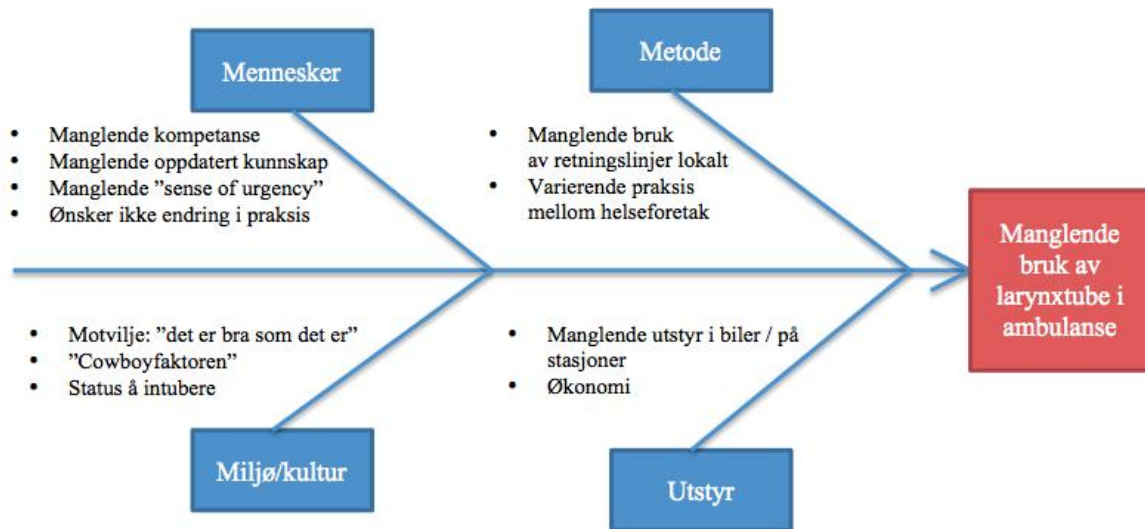 Mennesker
• Manglende kompetanse
• Manglende oppdatert kunnskap
• Manglende ”sense of urgency”
• Ønsker ikke endring i praksis
Metode
• Manglende bruk
av retningslinjer lokalt
• Varierende praksis
mellom helseforetak
Manglende
bruk av
larynxtube i
ambulanse
• Motvilje: ”det er bra som det er”
• ”Cowboyfaktoren”
• Status å intubere
Miljø/kultur
• Manglende utstyr i biler / på
stasjoner
• Økonomi
Utstyr